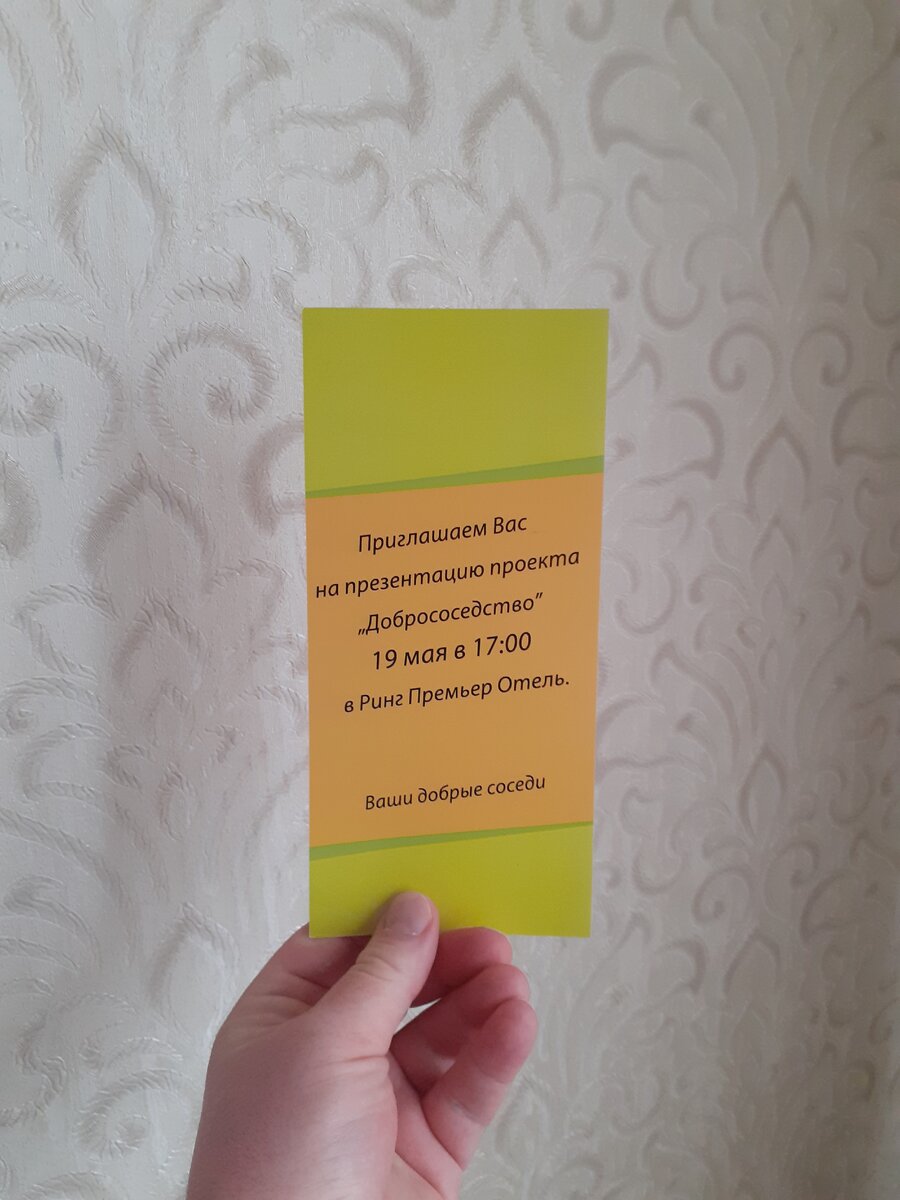 Приглашаем Вас
на презентацию проекта
„Добрососедство”
19 мая в 17:00
в Ринг Премьер Отель.
Ваши добрые соседи